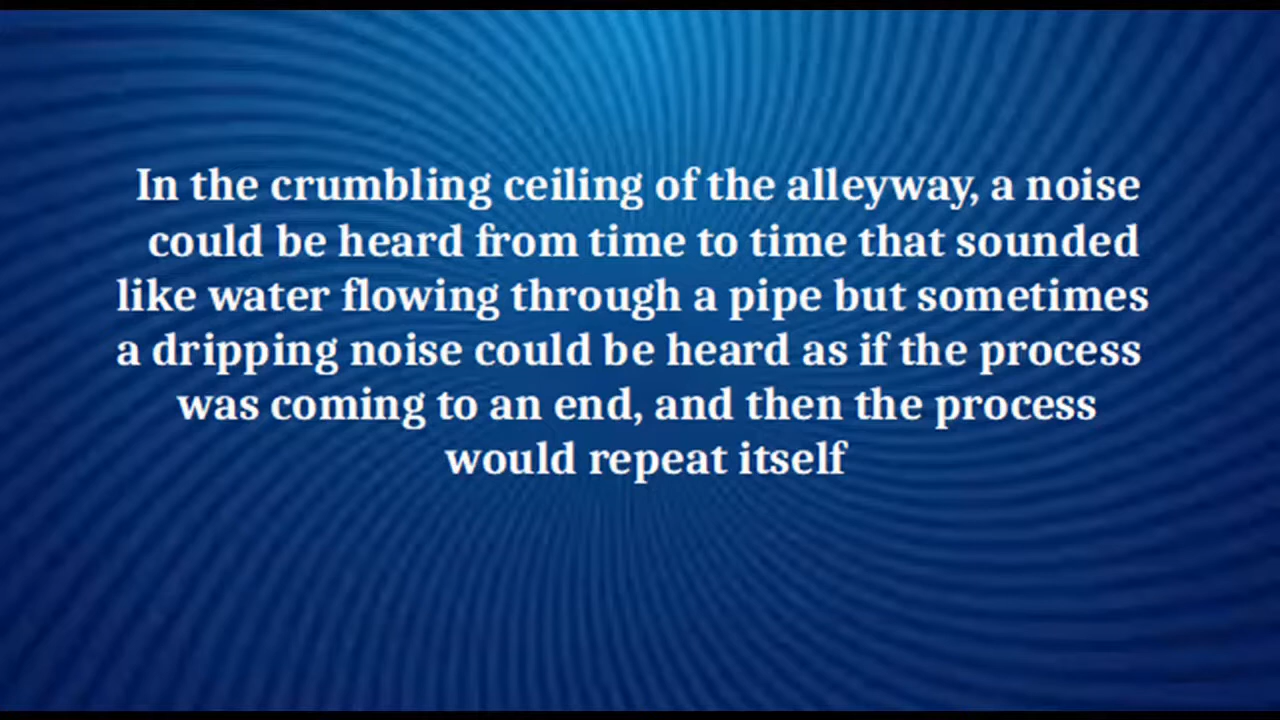 In the crumbling ceiling of the alleyway, a noise
could be heard from time to time that sounded
like water flowing through a pipe but sometimes
a dripping noise could be heard as if the process
was coming to an end, and then the process
would repeat itself